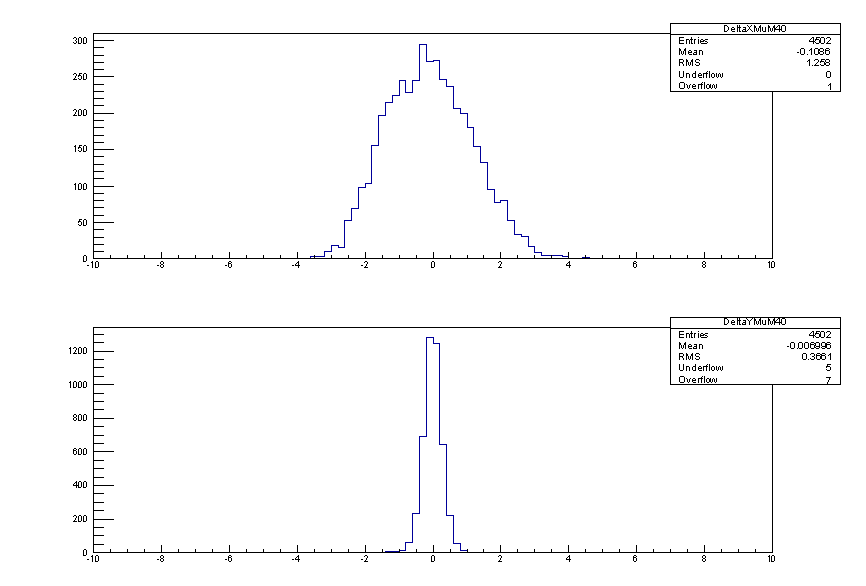 DeltaXMuM40
Entries 4502
Mean -0.1086
RMS 1.258
Underflow 0
Overflow 1
300
250
200
150
100
50
0
-10 -8 -6 -4 -2 0 2 4 6 8 10
DeltaYMuM40
Entries 4502
Mean -0.006996
RMS 0.3661
Underflow 5
Overflow 7
1200
1000
800
600
400
200
0
-10 -8 -6 -4 -2 0 2 4 6 8 10